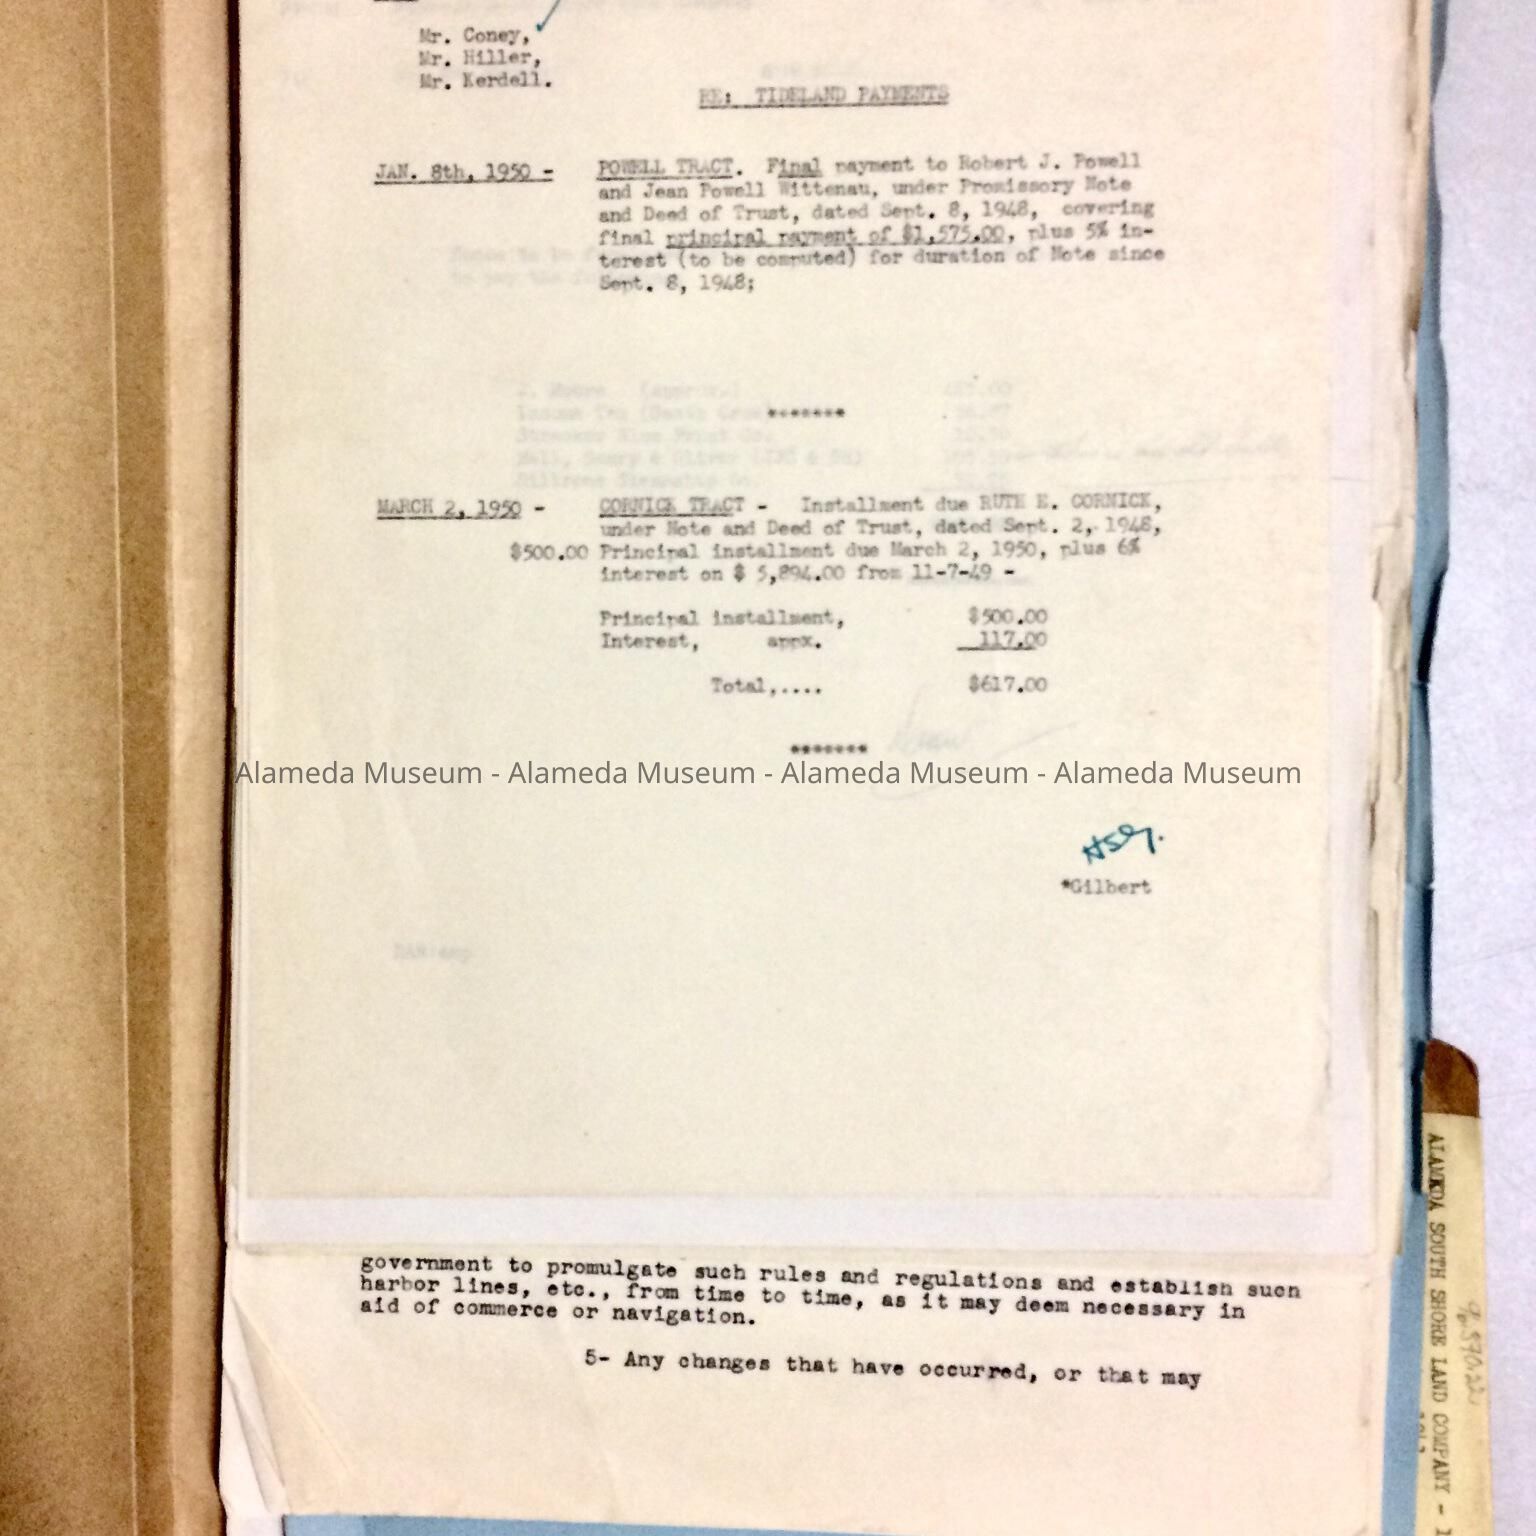 Mr. Coney,
Mr. Hiller,
Mr. Kerdell.
RE: TIDELAND PAYMENTS
JAN. 8th, 1950 - POWELL TRACT. Final payment to Robert J. Powell
and Jean Powell Wittenau, under Promissory Note
and Deed of Trust, dated Sept. 8, 1948, covering
final principal payment of $1,575.00, plus 5% in-
terest (to be computed) for duration of Note since
Sept. 8, 1948;
*******
MARCH 2, 1950 - CORNICK TRACT - Installment due RUTH E. CORNICK,
under Note and Deed of Trust, dated Sept. 2, 1948,
$500.00 Principal installment due March 2, 1950, plus 6%
interest on $ 5,894.00 from 11-7-49 -
Principal installment, $500.00
Interest, appx. 117.00
Total,.... $617.00
*******
Alameda Museum - Alameda Museum - Alameda Museum - Alameda Museum
HSG.
*Gilbert
government to promulgate such rules and regulations and establish such
harbor lines, etc., from time to time, as it may deem necessary in
aid of commerce or navigation.
5- Any changes that have occurred, or that may
ALAMEDA SOUTH SHORE LAND COMPANY -